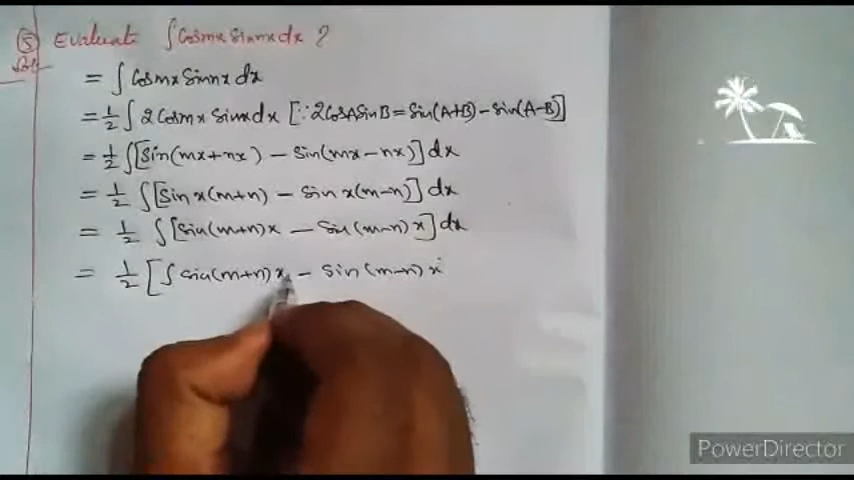 ⑤ Evaluate ∫Cosmx Sinnx dx ?
Sol:
= ∫ Cosmx Sinnx dx
= 1/2 ∫ 2Cosmx Sinnx dx [∵ 2CosA SinB = Sin(A+B) - Sin(A-B)]
= 1/2 ∫[Sin(mx+nx) - Sin(mx-nx)] dx
= 1/2 ∫[Sin x(m+n) - Sin x(m-n)] dx
= 1/2 ∫[Sin(m+n)x - Sin(m-n)x] dx
= 1/2 [∫ Sin(m+n)x - Sin(m-n)x
PowerDirector